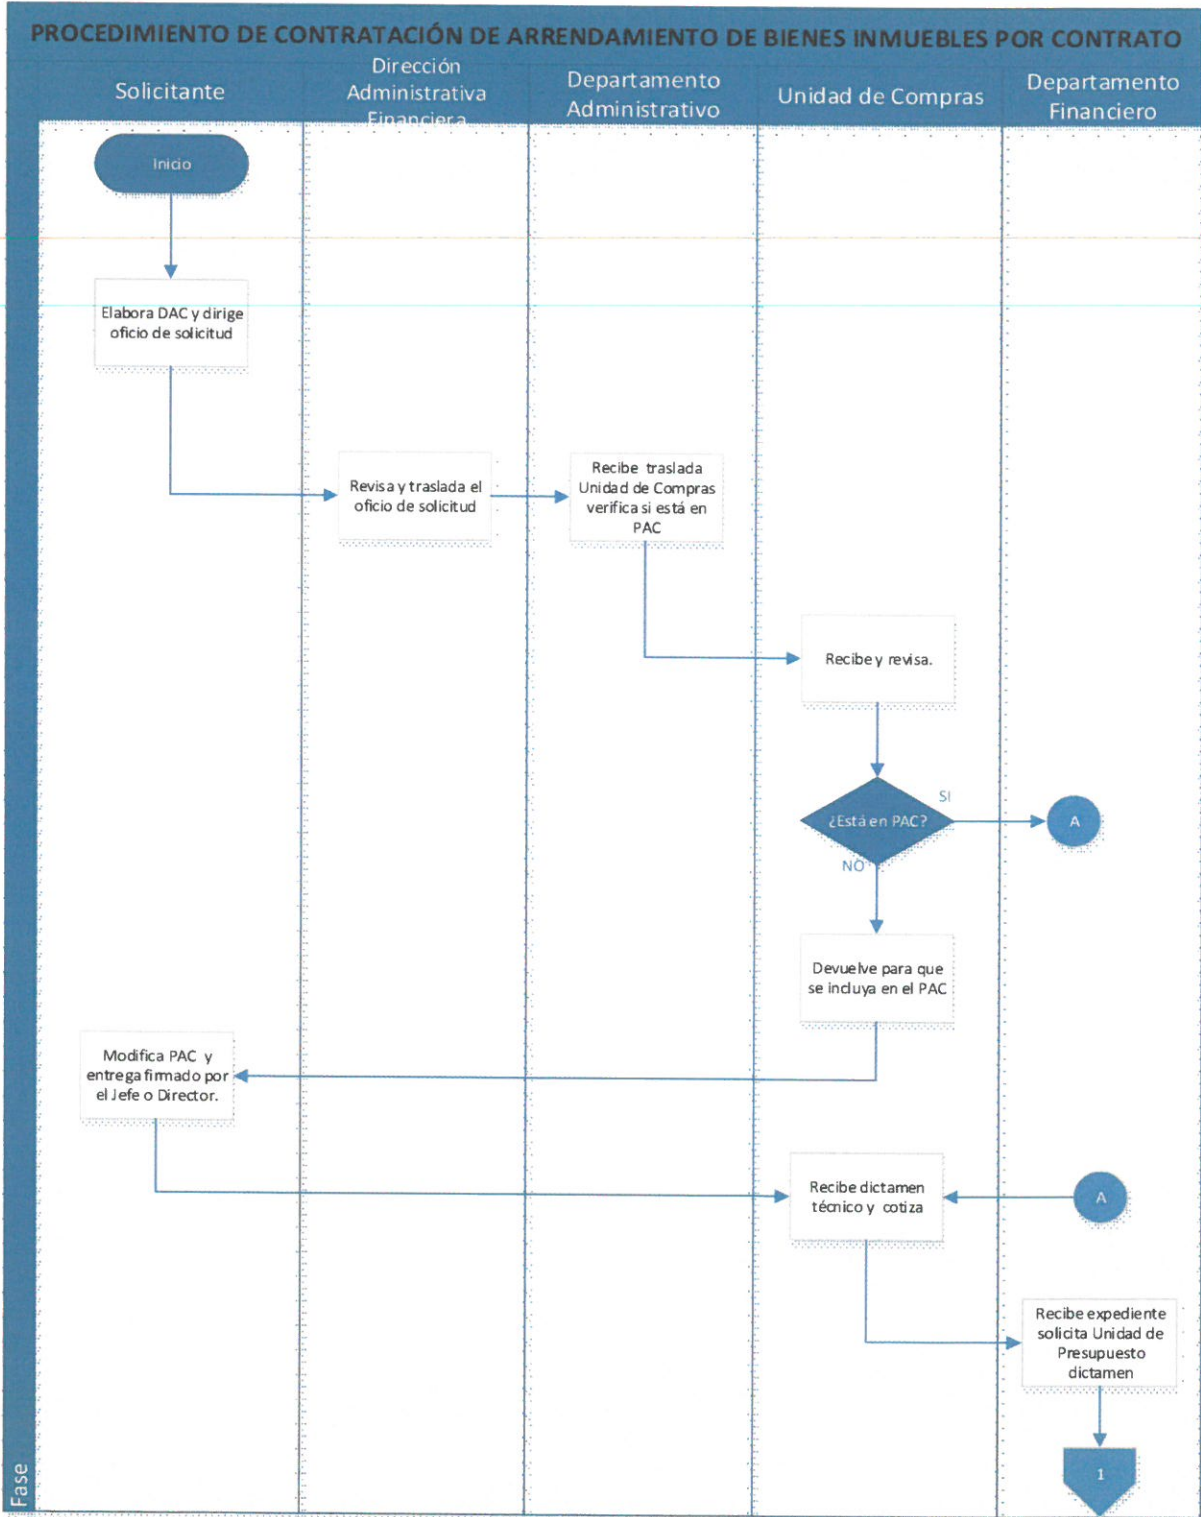 PROCEDIMIENTO DE CONTRATACIÓN DE ARRENDAMIENTO DE BIENES INMUEBLES POR CONTRATO
Solicitante
Dirección
Administrativa
Financiera
Departamento
Administrativo
Unidad de Compras
Departamento
Financiero
Inicio
Elabora DAC y dirige
oficio de solicitud
Revisa y traslada el
oficio de solicitud
Recibe traslada
Unidad de Compras
verifica si está en
PAC
Recibe y revisa.
¿Está en PAC?
SI
A
NO
Devuelve para que
se incluya en el PAC
Modifica PAC y
entrega firmado por
el Jefe o Director.
Recibe dictamen
técnico y cotiza
A
Recibe expediente
solicita Unidad de
Presupuesto
dictamen
1
Fase